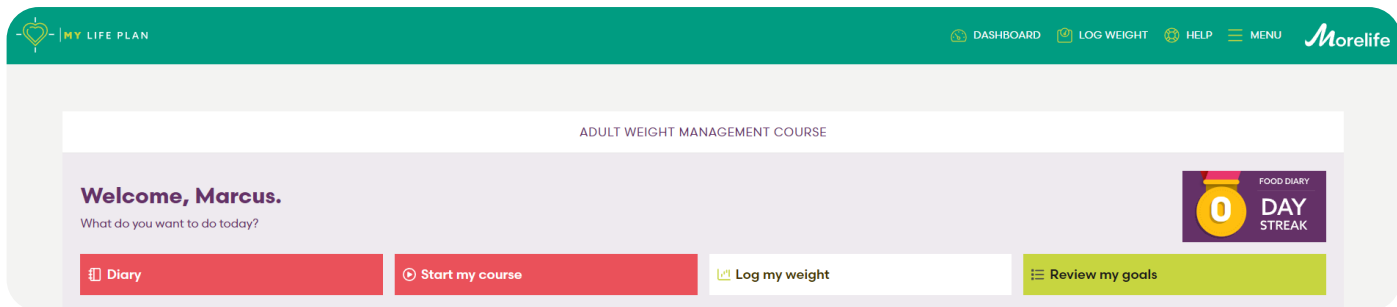 MY LIFE PLAN
DASHBOARD
LOG WEIGHT
HELP
MENU
Morelife
ADULT WEIGHT MANAGEMENT COURSE
Welcome, Marcus.
What do you want to do today?
FOOD DIARY
0
DAY
STREAK
Diary
Start my course
Log my weight
Review my goals